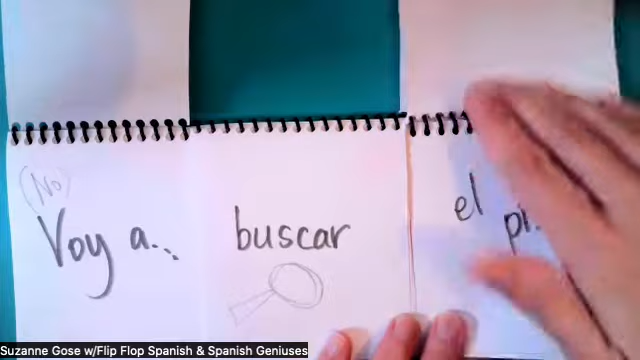 (No)
Voy a...
buscar
el
Suzanne Gose w/Flip Flop Spanish & Spanish Geniuses